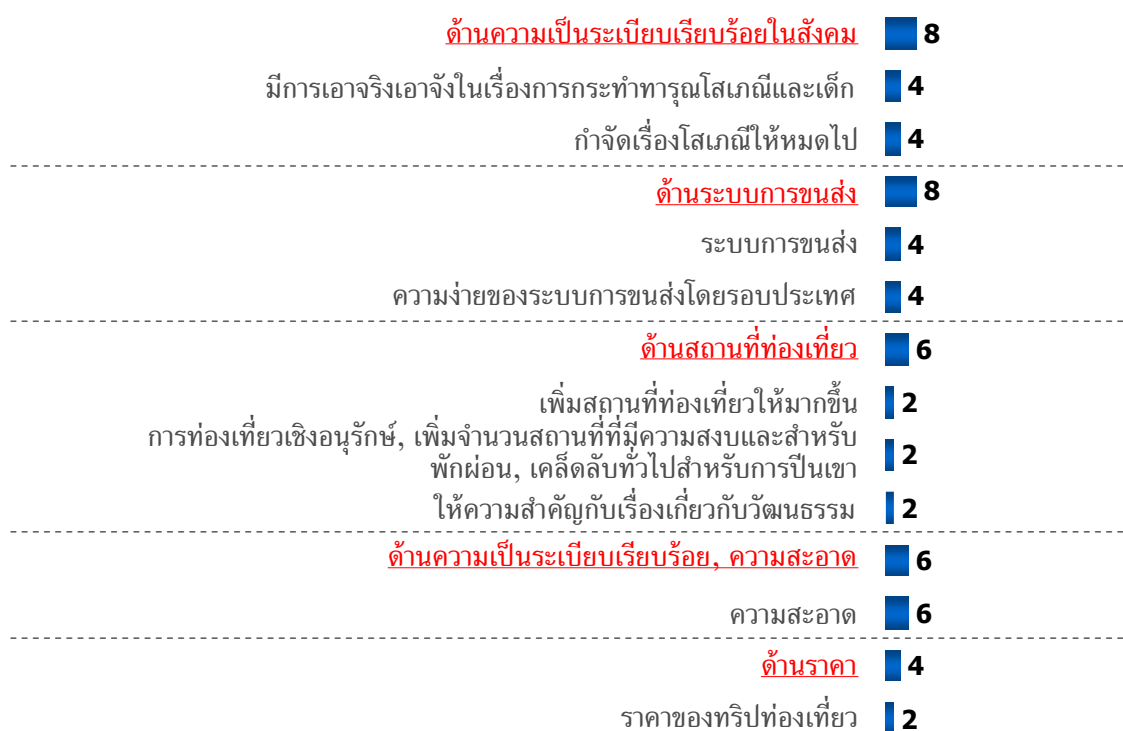 ด้านความเป็นระเบียบเรียบร้อยในสังคม 8
มีการเอาจริงเอาจังในเรื่องการกระทำทารุณโสเภณีและเด็ก 4
กำจัดเรื่องโสเภณีให้หมดไป 4
ด้านระบบการขนส่ง 8
ระบบการขนส่ง 4
ความง่ายของระบบการขนส่งโดยรอบประเทศ 4
ด้านสถานที่ท่องเที่ยว 6
เพิ่มสถานที่ท่องเที่ยวให้มากขึ้น 2
การท่องเที่ยวเชิงอนุรักษ์, เพิ่มจำนวนสถานที่ที่มีความสงบและสำหรับ
พักผ่อน, เคล็ดลับทั่วไปสำหรับการปีนเขา 2
ให้ความสำคัญกับเรื่องเกี่ยวกับวัฒนธรรม 2
ด้านความเป็นระเบียบเรียบร้อย, ความสะอาด 6
ความสะอาด 6
ด้านราคา 4
ราคาของทริปท่องเที่ยว 2